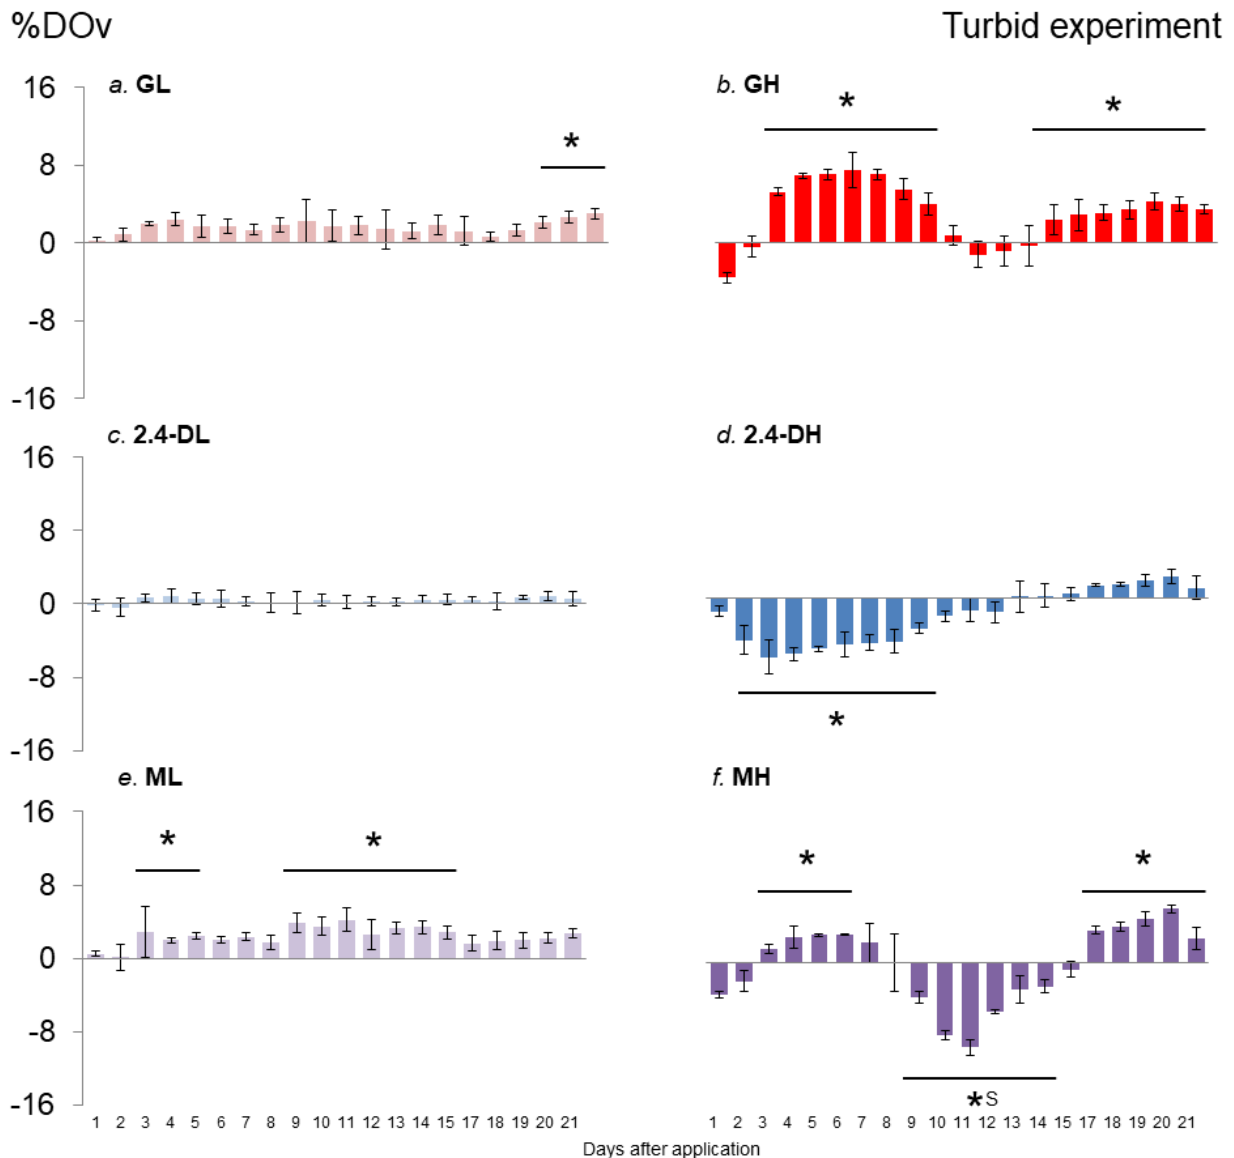 %DOv
Turbid experiment
a. GL
b. GH
16
8
0
-8
-16
*
*
*
c. 2.4-DL
d. 2.4-DH
16
8
0
-8
-16
*
e. ML
f. MH
16
8
0
-8
-16
*
*
*
*
*S
1 2 3 4 5 6 7 8 9 10 11 12 13 14 15 17 18 19 20 21
1 2 3 4 5 6 7 8 9 10 11 12 13 14 15 17 18 19 20 21
Days after application